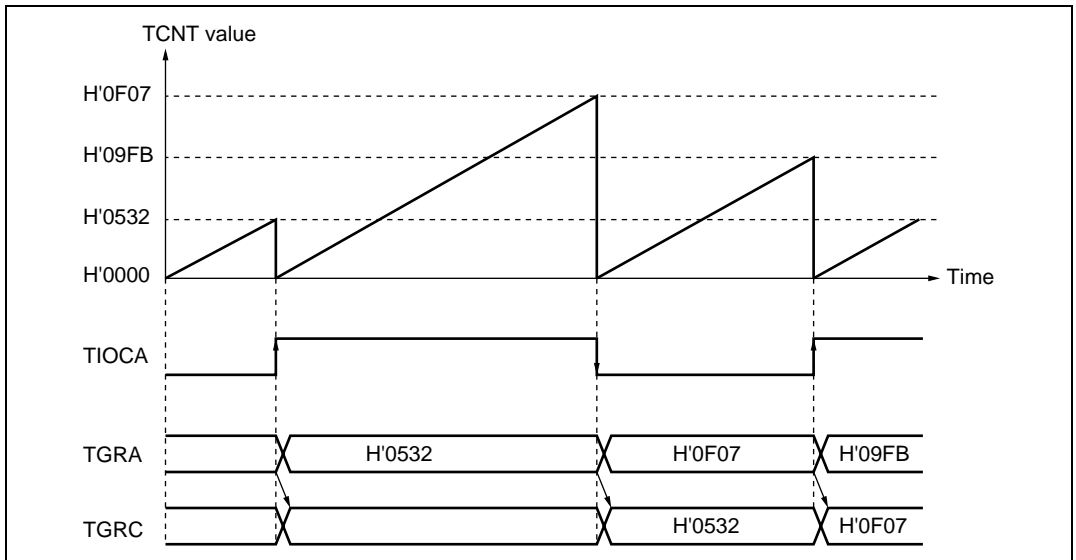 TCNT value
H'0F07
H'09FB
H'0532
H'0000
Time
TIOCA
TGRA
H'0532
H'0F07
H'09FB
TGRC
H'0532
H'0F07